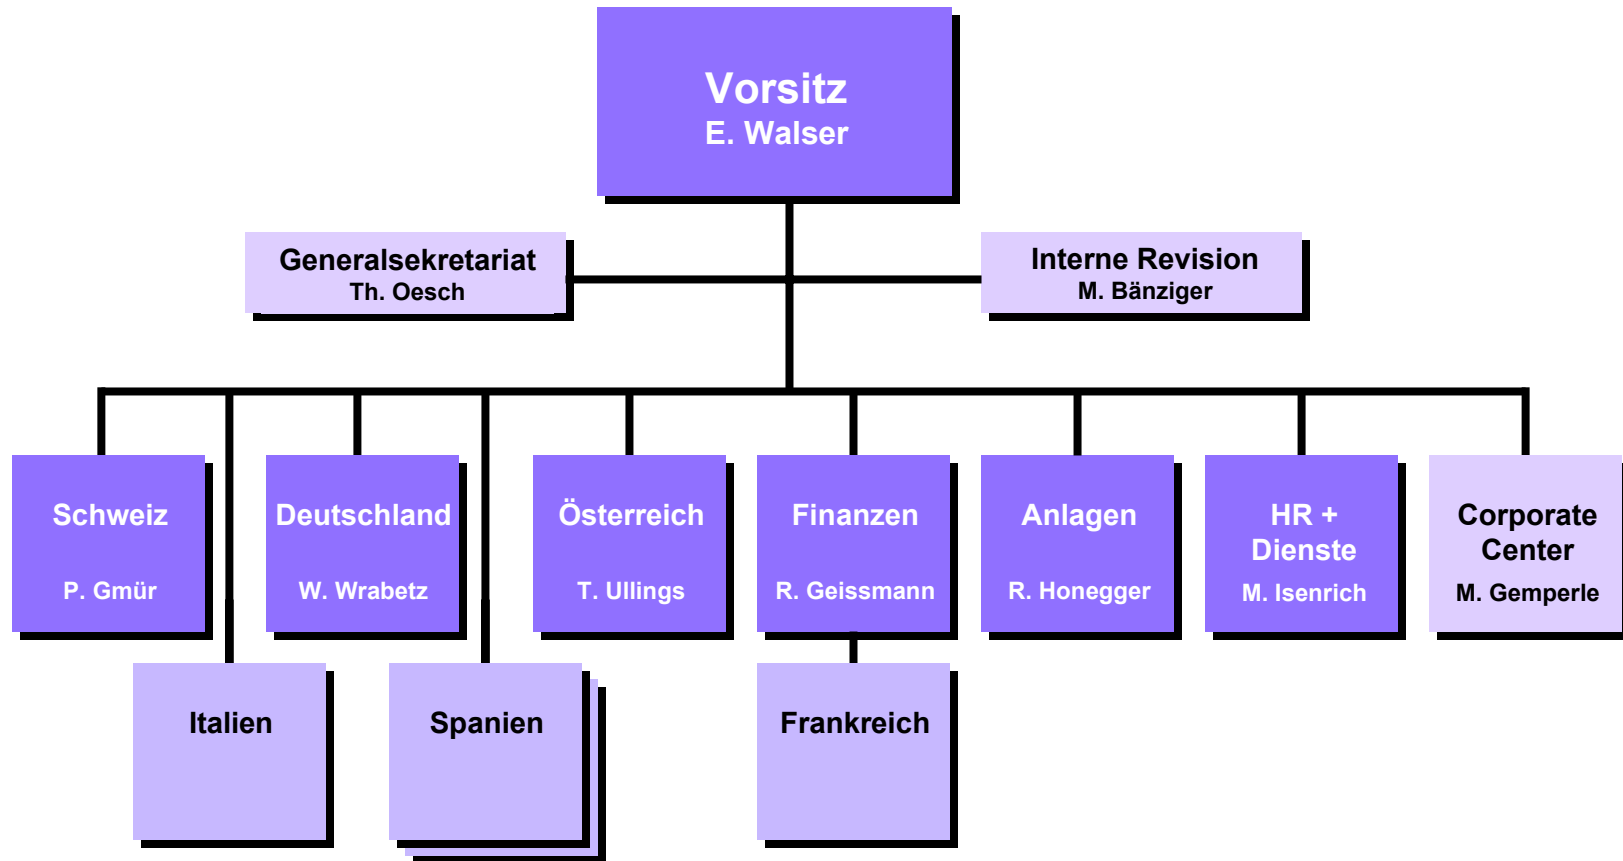 Vorsitz
E. Walser
Generalsekretariat
Th. Oesch
Interne Revision
M. Bänziger
Schweiz
P. Gmür
Deutschland
W. Wrabetz
Österreich
T. Ullings
Finanzen
R. Geissmann
Anlagen
R. Honegger
HR +
Dienste
M. Isenrich
Corporate
Center
M. Gemperle
Italien
Spanien
Frankreich